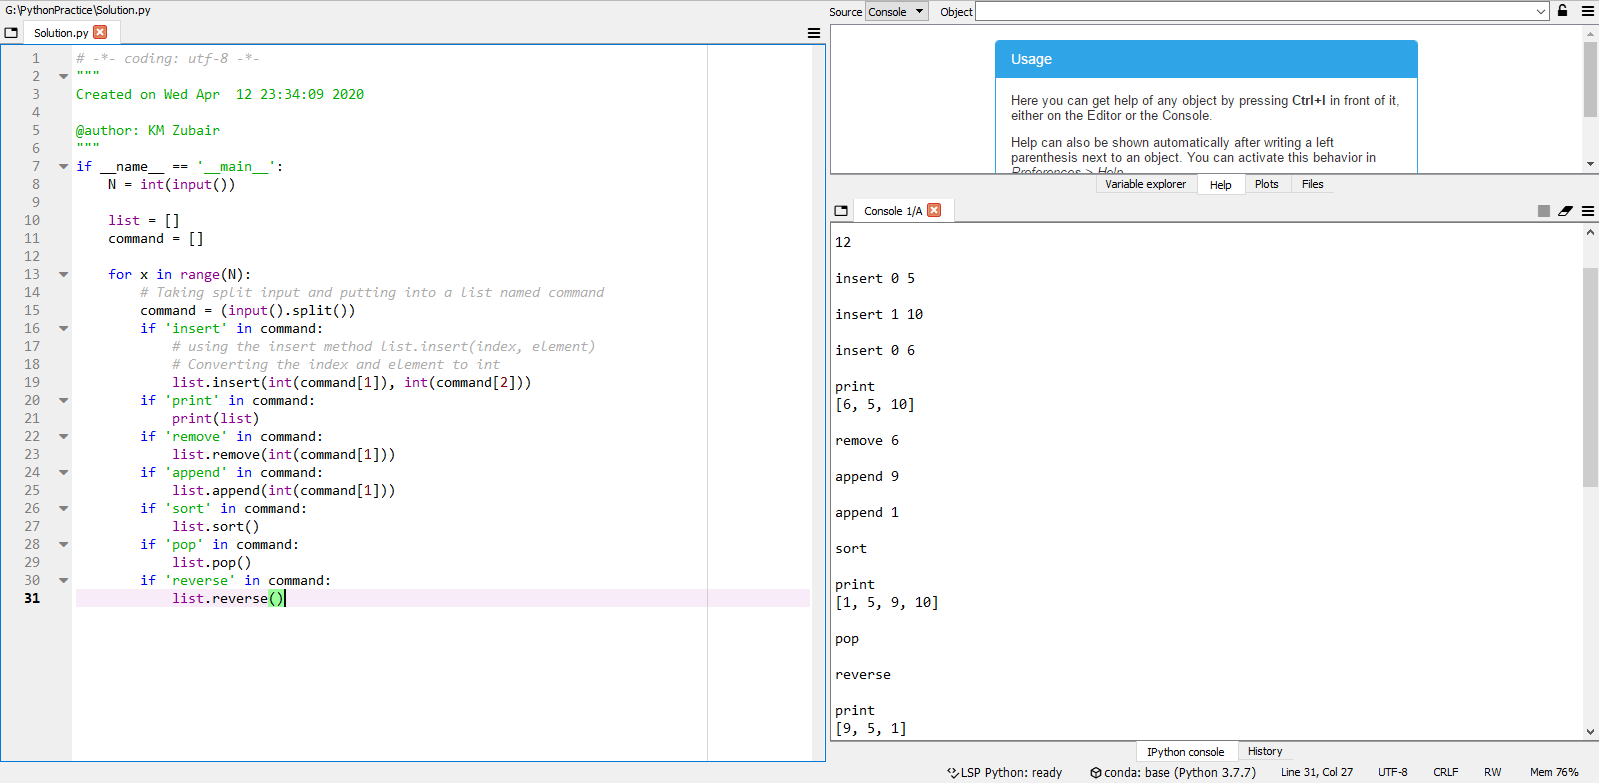 G:\PythonPractice\Solution.py
Solution.py
1 # -*- coding: utf-8 -*-
2 """
3 Created on Wed Apr  12 23:34:09 2020
4
5 @author: KM Zubair
6 """
7 if __name__ == '__main__':
8     N = int(input())
9
10     list = []
11     command = []
12
13     for x in range(N):
14         # Taking split input and putting into a list named command
15         command = (input().split())
16         if 'insert' in command:
17             # using the insert method list.insert(index, element)
18             # Converting the index and element to int
19             list.insert(int(command[1]), int(command[2]))
20         if 'print' in command:
21             print(list)
22         if 'remove' in command:
23             list.remove(int(command[1]))
24         if 'append' in command:
25             list.append(int(command[1]))
26         if 'sort' in command:
27             list.sort()
28         if 'pop' in command:
29             list.pop()
30         if 'reverse' in command:
31             list.reverse()
Source Console Object
Usage
Here you can get help of any object by pressing Ctrl+I in front of it,
either on the Editor or the Console.
Help can also be shown automatically after writing a left
parenthesis next to an object. You can activate this behavior in
Preferences > Help.
Variable explorer Help Plots Files
Console 1/A
12
insert 0 5
insert 1 10
insert 0 6
print
[6, 5, 10]
remove 6
append 9
append 1
sort
print
[1, 5, 9, 10]
pop
reverse
print
[9, 5, 1]
IPython console History
LSP Python: ready conda: base (Python 3.7.7) Line 31, Col 27 UTF-8 CRLF RW Mem 76%